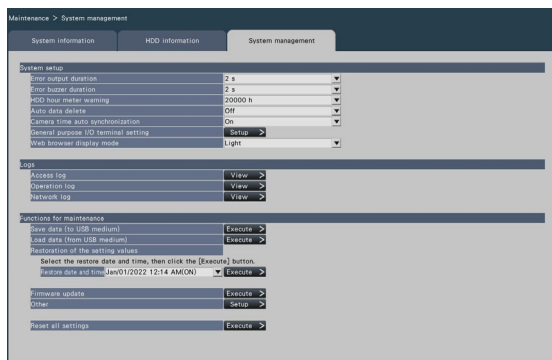 Maintenance > System management
System information HDD information System management
System setup
Error output duration 2 s
Error buzzer duration 2 s
HDD hour meter warning 20000 h
Auto data delete Off
Camera time auto synchronization On
General purpose I/O terminal setting Setup >
Web browser display mode Light
Logs
Access log View >
Operation log View >
Network log View >
Functions for maintenance
Save data (to USB medium) Execute >
Load data (from USB medium) Execute >
Restoration of the setting values
Select the restore date and time, then click the [Execute] button.
Restore date and time Jan/01/2022 12:14 AM(ON) Execute >
Firmware update Execute >
Other Setup >
Reset all settings Execute >